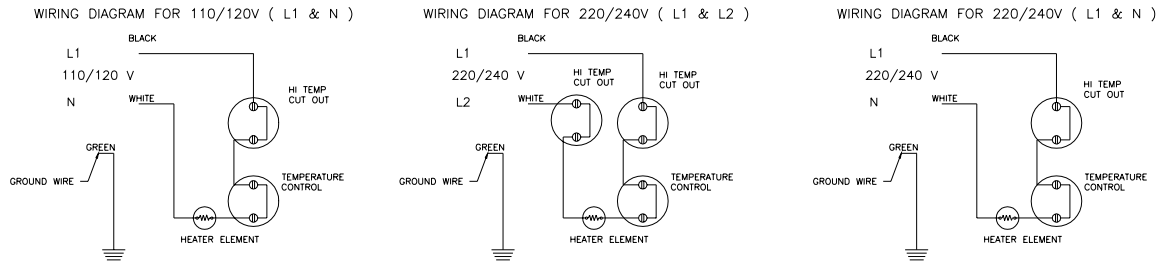 WIRING DIAGRAM FOR 110/120V ( L1 & N )
BLACK
L1
110/120 V
HI TEMP
CUT OUT
N
WHITE
GREEN
GROUND WIRE
TEMPERATURE
CONTROL
HEATER ELEMENT
WIRING DIAGRAM FOR 220/240V ( L1 & L2 )
BLACK
L1
220/240 V
HI TEMP
CUT OUT
HI TEMP
CUT OUT
L2
WHITE
GREEN
GROUND WIRE
TEMPERATURE
CONTROL
HEATER ELEMENT
WIRING DIAGRAM FOR 220/240V ( L1 & N )
BLACK
L1
220/240 V
HI TEMP
CUT OUT
N
WHITE
GREEN
GROUND WIRE
TEMPERATURE
CONTROL
HEATER ELEMENT